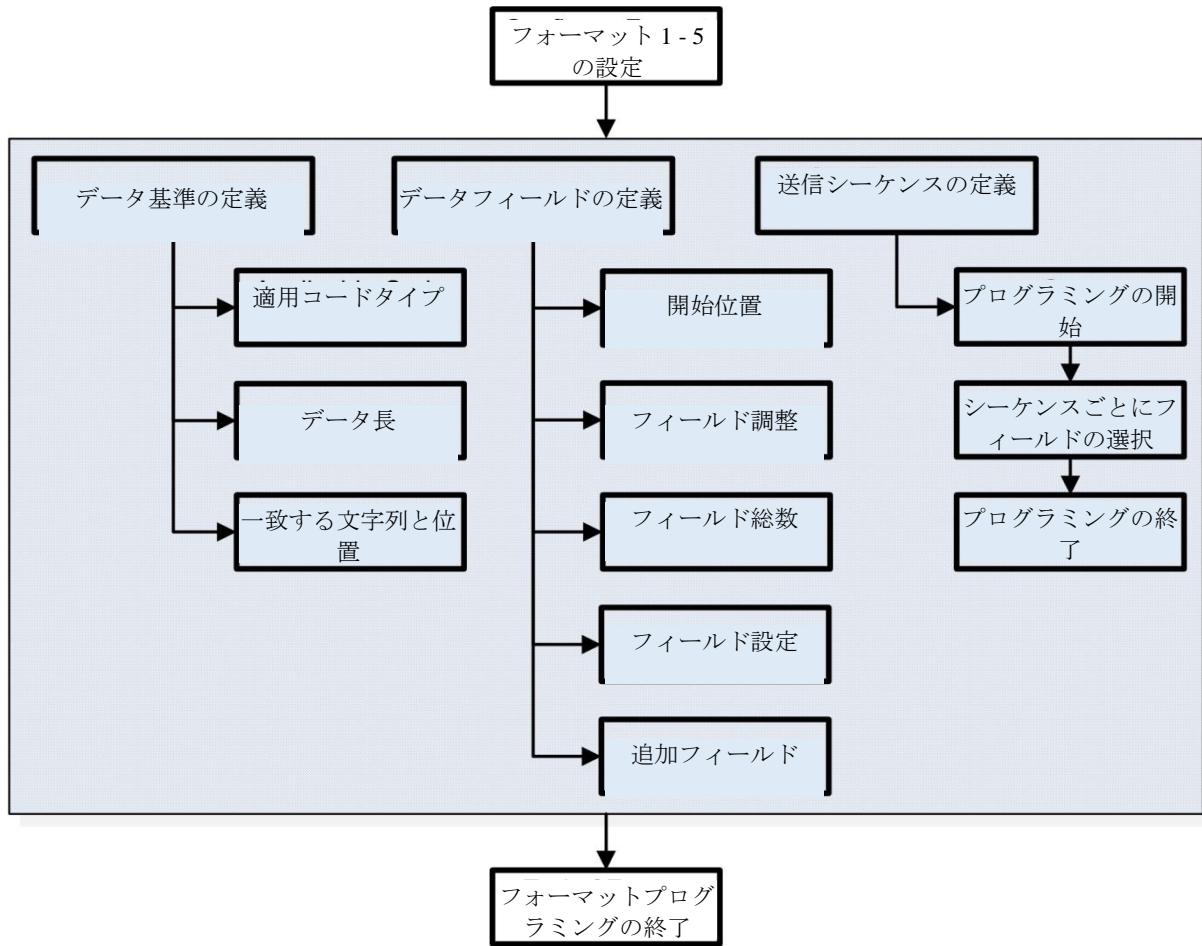 フォーマット 1 - 5
の設定
データ基準の定義
適用コードタイプ
データ長
一致する文字列と位
置
データフィールドの定義
開始位置
フィールド調整
フィールド総数
フィールド設定
追加フィールド
送信シーケンスの定義
プログラミングの開
始
シーケンスごとにフ
ィールドの選択
プログラミングの終
了
フォーマットプログ
ラミングの終了